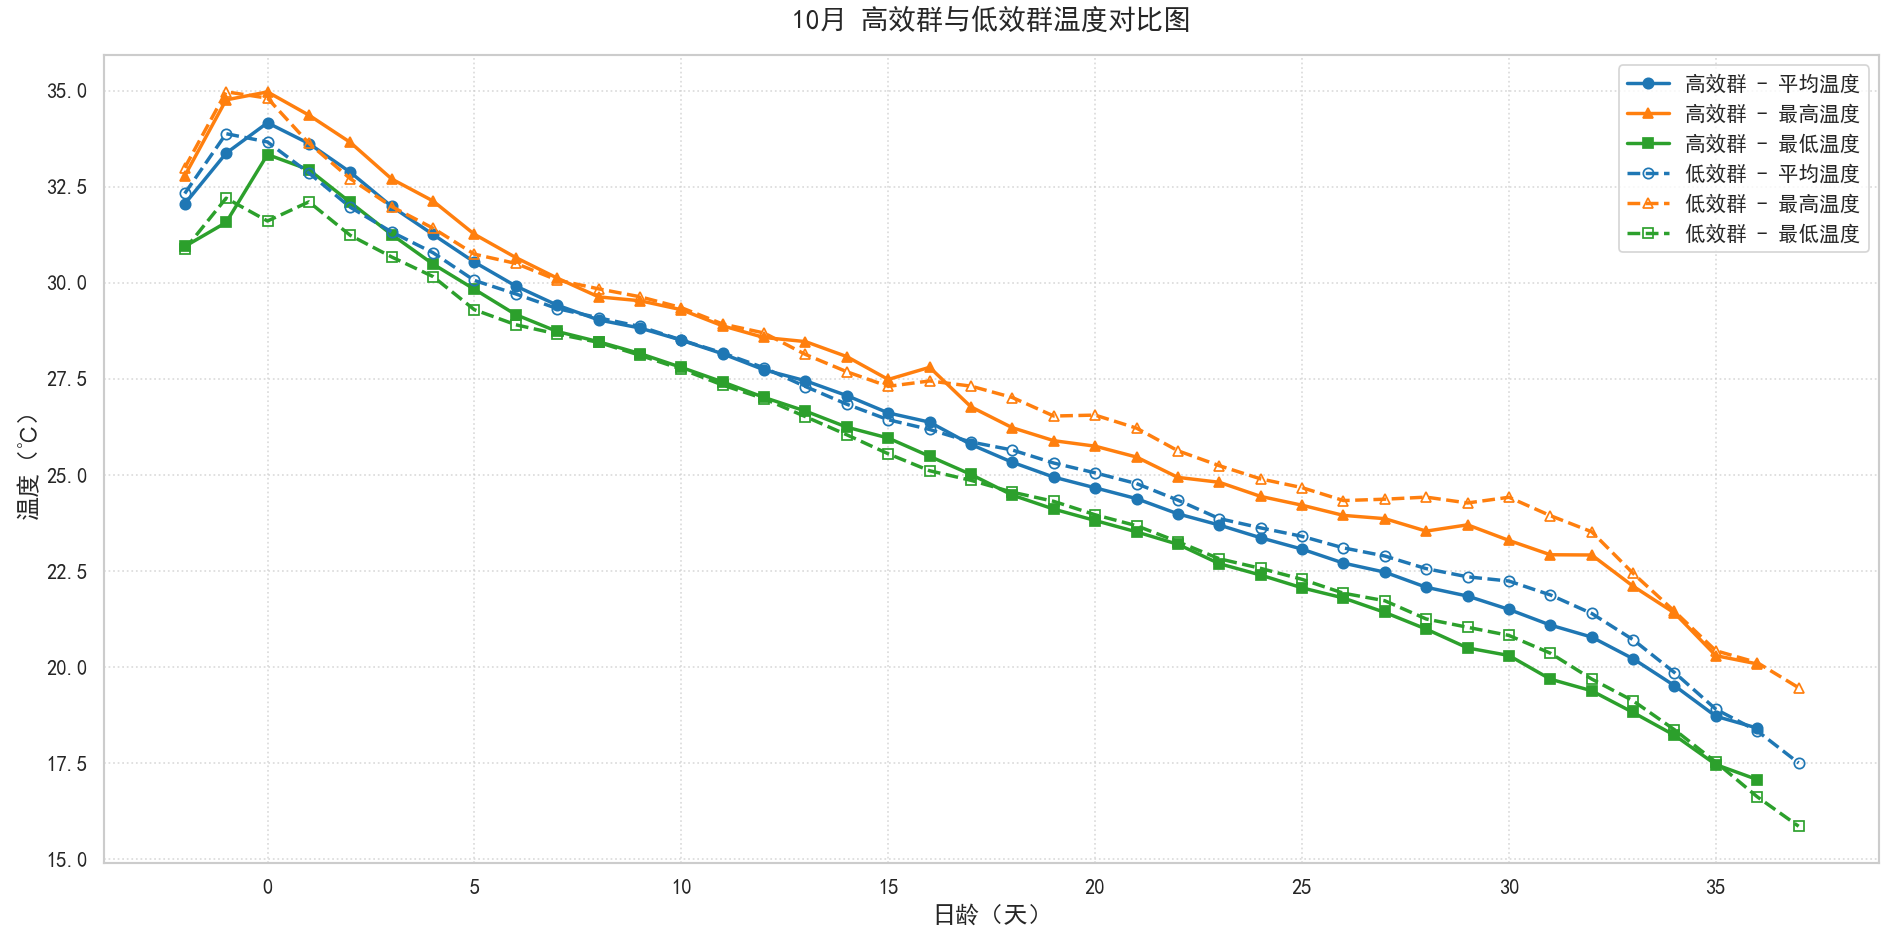 10月 高效群与低效群温度对比图
高效群 - 平均温度
高效群 - 最高温度
高效群 - 最低温度
低效群 - 平均温度
低效群 - 最高温度
低效群 - 最低温度
温度（℃）
35.0
32.5
30.0
27.5
25.0
22.5
20.0
17.5
15.0
0 5 10 15 20 25 30 35
日龄（天）